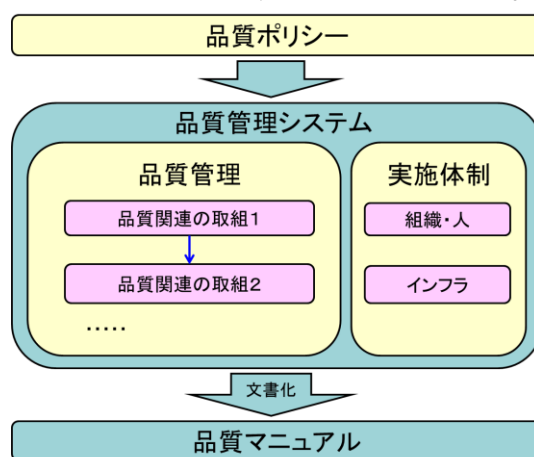 品質ポリシー
品質管理システム
品質管理
品質関連の取組1
品質関連の取組2
.....
実施体制
組織・人
インフラ
文書化
品質マニュアル